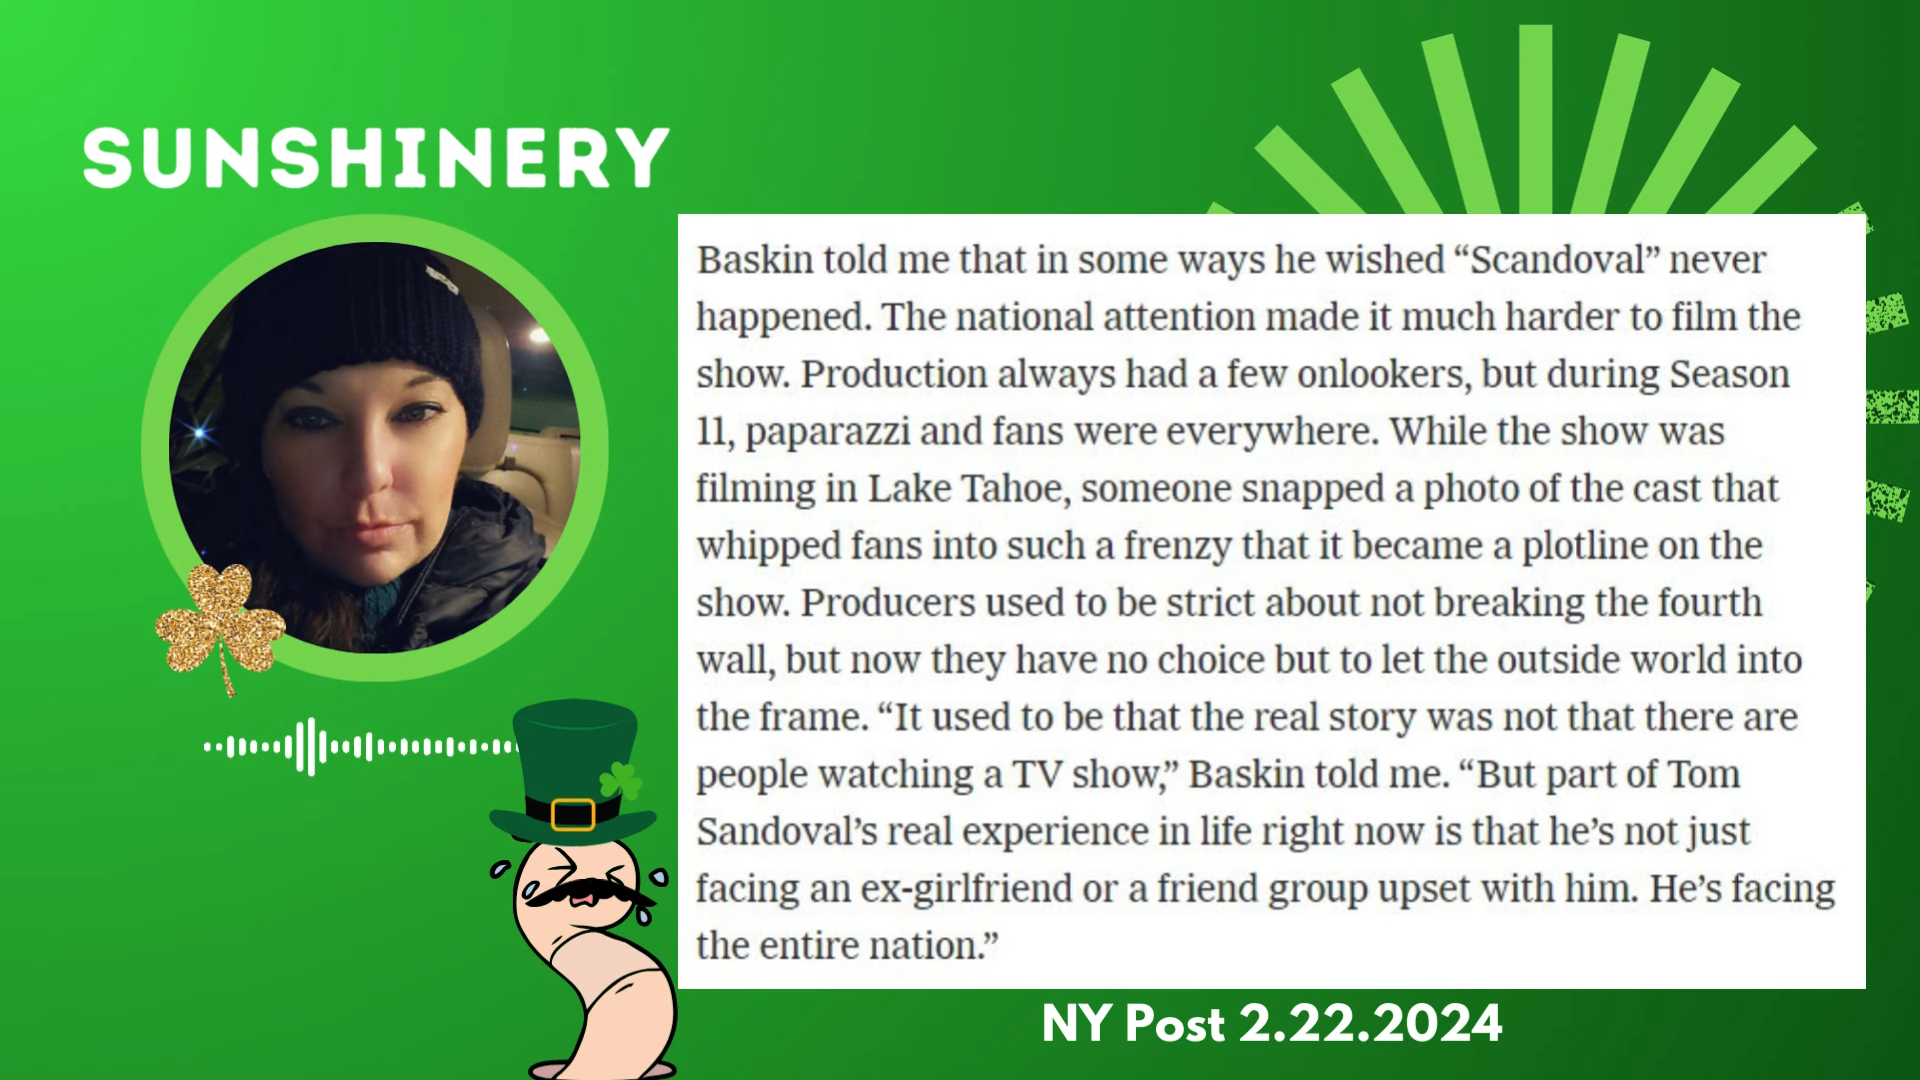 SUNSHINERY
Baskin told me that in some ways he wished “Scandoval” never
happened. The national attention made it much harder to film the
show. Production always had a few onlookers, but during Season
11, paparazzi and fans were everywhere. While the show was
filming in Lake Tahoe, someone snapped a photo of the cast that
whipped fans into such a frenzy that it became a plotline on the
show. Producers used to be strict about not breaking the fourth
wall, but now they have no choice but to let the outside world into
the frame. “It used to be that the real story was not that there are
people watching a TV show,” Baskin told me. “But part of Tom
Sandoval’s real experience in life right now is that he’s not just
facing an ex-girlfriend or a friend group upset with him. He’s facing
the entire nation.”
NY Post 2.22.2024